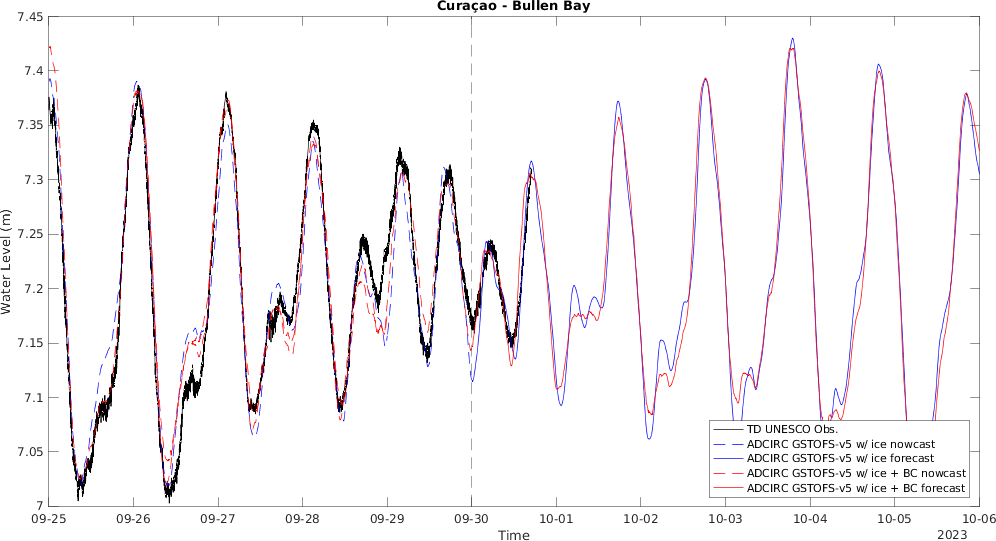 Curaçao - Bullen Bay
Water Level (m)
7.45
7.4
7.35
7.3
7.25
7.2
7.15
7.1
7.05
7
09-25
09-26
09-27
09-28
09-29
09-30
10-01
10-02
10-03
10-04
10-05
10-06
Time
2023
TD UNESCO Obs.
ADCIRC GSTOFS-v5 w/ ice nowcast
ADCIRC GSTOFS-v5 w/ ice forecast
ADCIRC GSTOFS-v5 w/ ice + BC nowcast
ADCIRC GSTOFS-v5 w/ ice + BC forecast